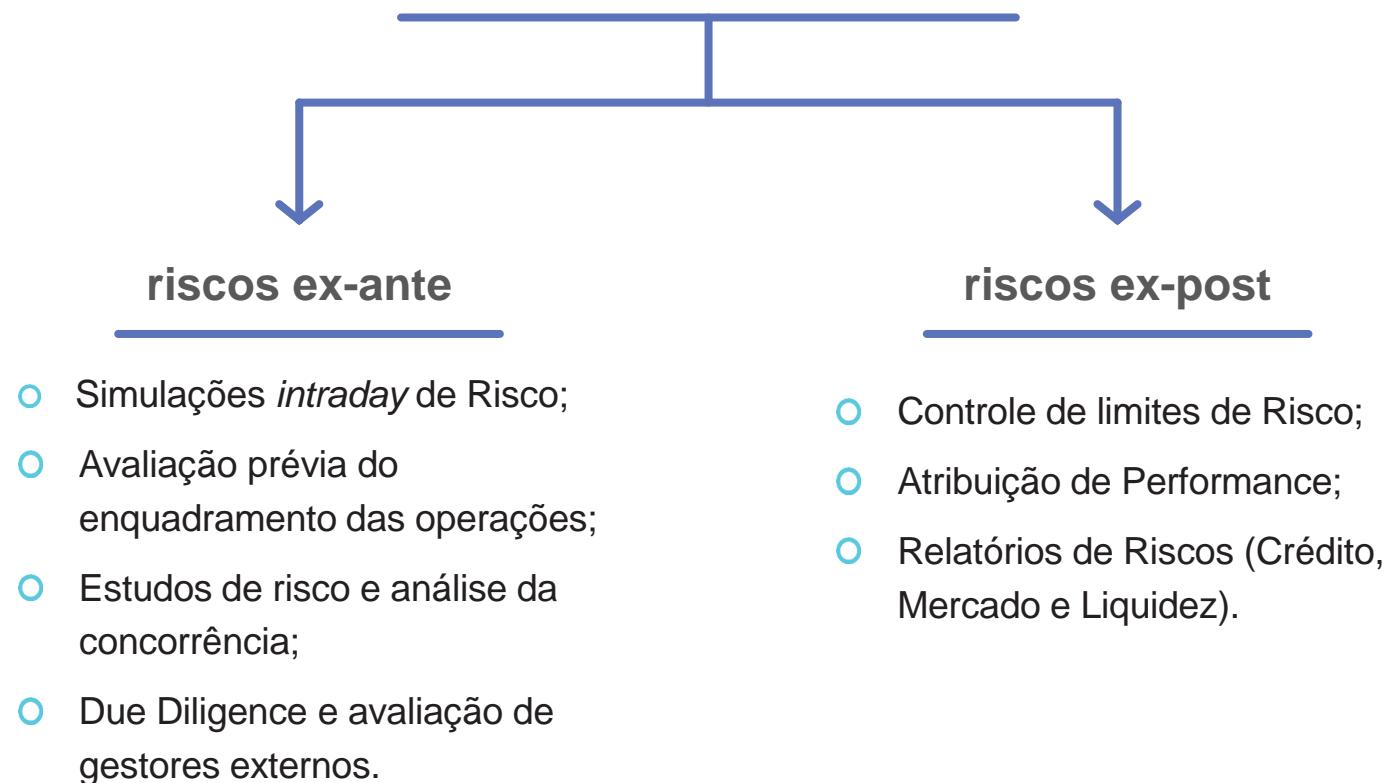 riscos ex-ante
Simulações intraday de Risco;
Avaliação prévia do
enquadramento das operações;
Estudos de risco e análise da
concorrência;
Due Diligence e avaliação de
gestores externos.
riscos ex-post
Controle de limites de Risco;
Atribuição de Performance;
Relatórios de Riscos (Crédito,
Mercado e Liquidez).